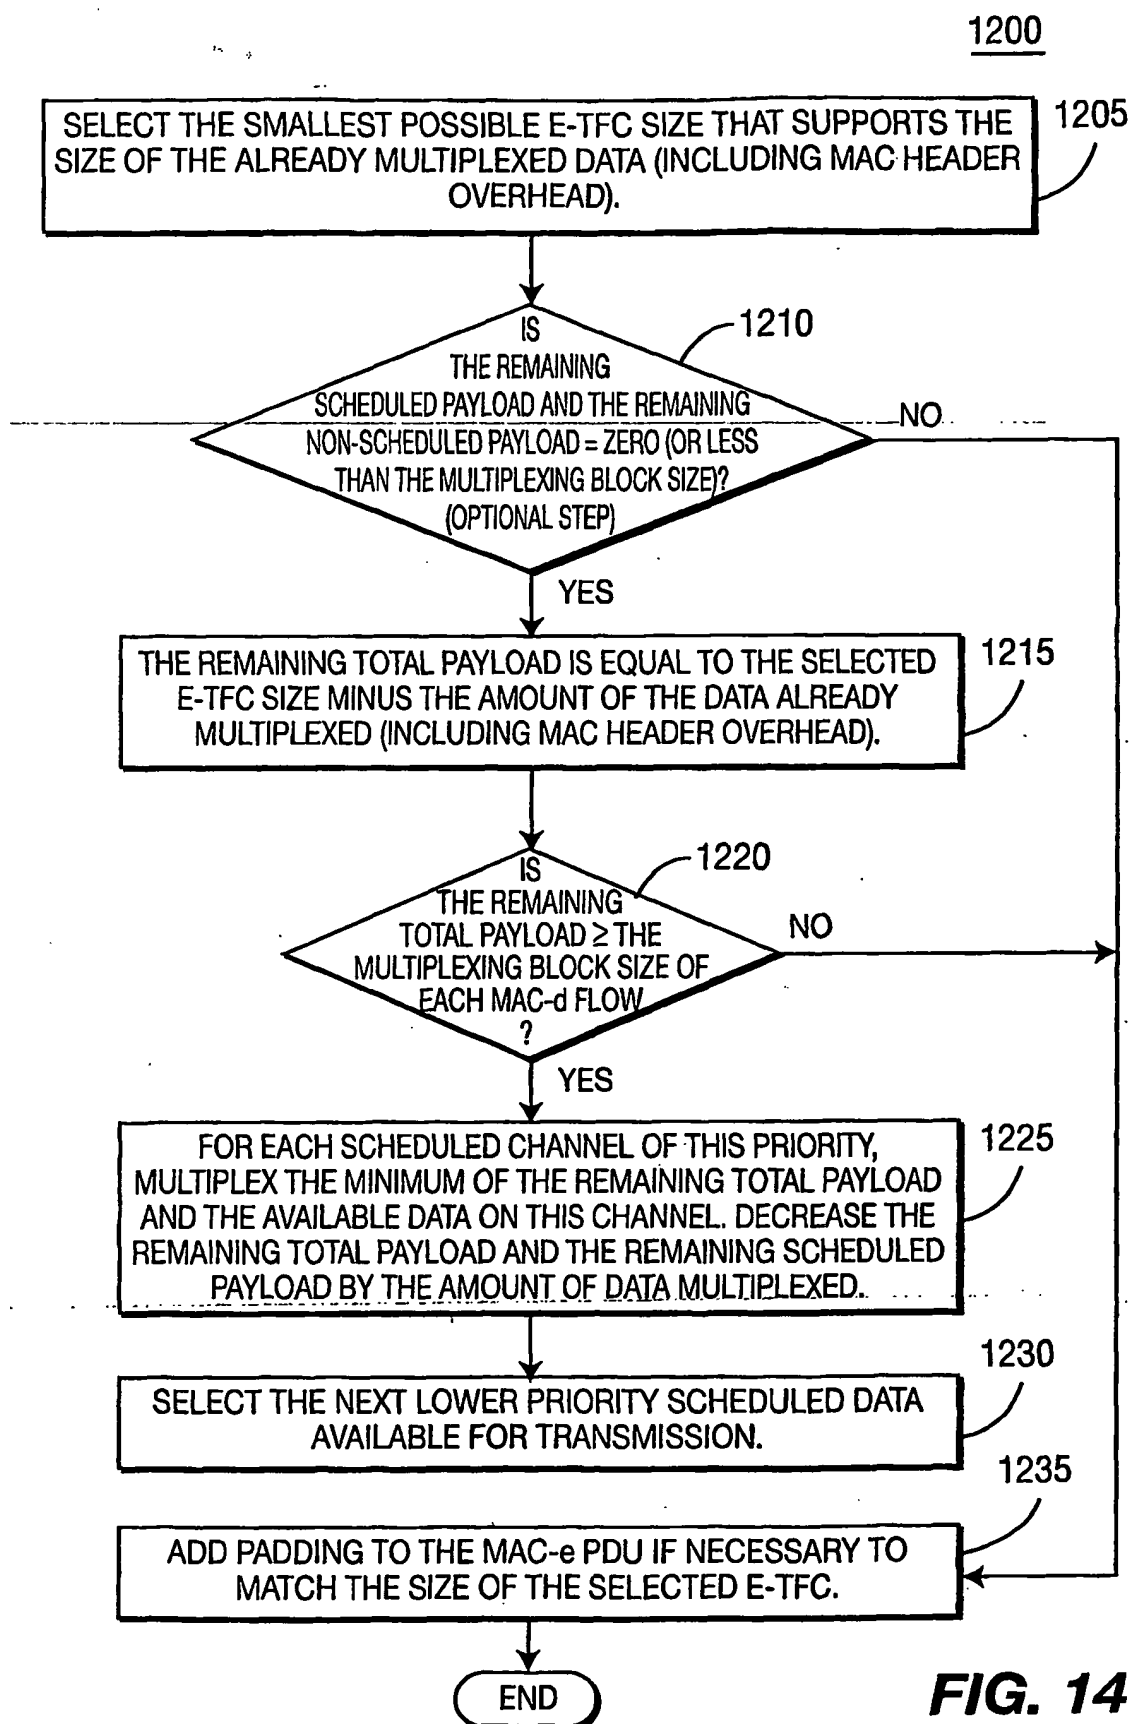 1200
SELECT THE SMALLEST POSSIBLE E-TFC SIZE THAT SUPPORTS THE
SIZE OF THE ALREADY MULTIPLEXED DATA (INCLUDING MAC HEADER
OVERHEAD).
1205
IS
THE REMAINING
SCHEDULED PAYLOAD AND THE REMAINING
NON-SCHEDULED PAYLOAD = ZERO (OR LESS
THAN THE MULTIPLEXING BLOCK SIZE)?
(OPTIONAL STEP)
1210
NO
YES
THE REMAINING TOTAL PAYLOAD IS EQUAL TO THE SELECTED
E-TFC SIZE MINUS THE AMOUNT OF THE DATA ALREADY
MULTIPLEXED (INCLUDING MAC HEADER OVERHEAD).
1215
IS
THE REMAINING
TOTAL PAYLOAD ≥ THE
MULTIPLEXING BLOCK SIZE OF
EACH MAC-d FLOW
?
1220
NO
YES
FOR EACH SCHEDULED CHANNEL OF THIS PRIORITY,
MULTIPLEX THE MINIMUM OF THE REMAINING TOTAL PAYLOAD
AND THE AVAILABLE DATA ON THIS CHANNEL. DECREASE THE
REMAINING TOTAL PAYLOAD AND THE REMAINING SCHEDULED
PAYLOAD BY THE AMOUNT OF DATA MULTIPLEXED.
1225
SELECT THE NEXT LOWER PRIORITY SCHEDULED DATA
AVAILABLE FOR TRANSMISSION.
1230
ADD PADDING TO THE MAC-e PDU IF NECESSARY TO
MATCH THE SIZE OF THE SELECTED E-TFC.
1235
END
FIG. 14